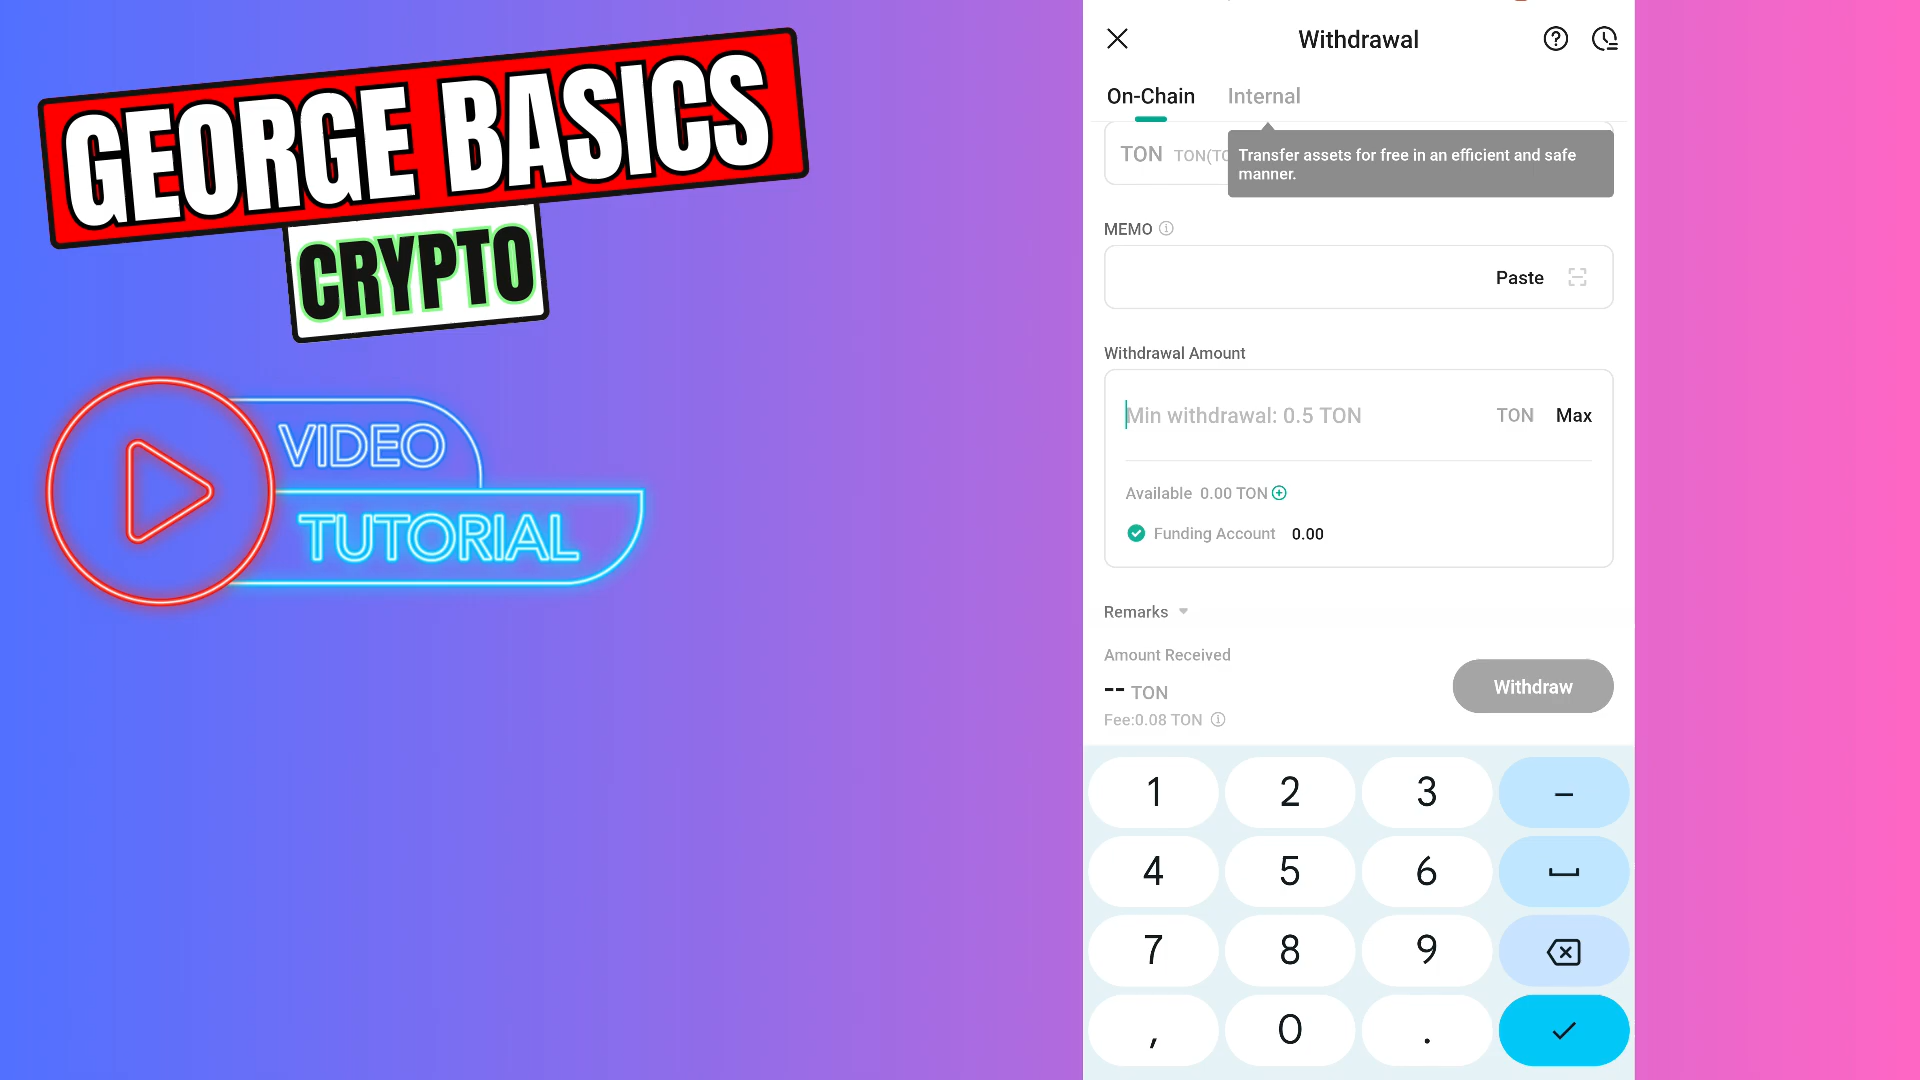 GEORGE BASICS
CRYPTO
VIDEO
TUTORIAL
Withdrawal
On-Chain Internal
TON TON(TO
Transfer assets for free in an efficient and safe
manner.
MEMO
Paste
Withdrawal Amount
Min withdrawal: 0.5 TON TON Max
Available 0.00 TON
Funding Account 0.00
Remarks
Amount Received
-- TON
Withdraw
Fee:0.08 TON
1 2 3 -
4 5 6
7 8 9
, 0 .